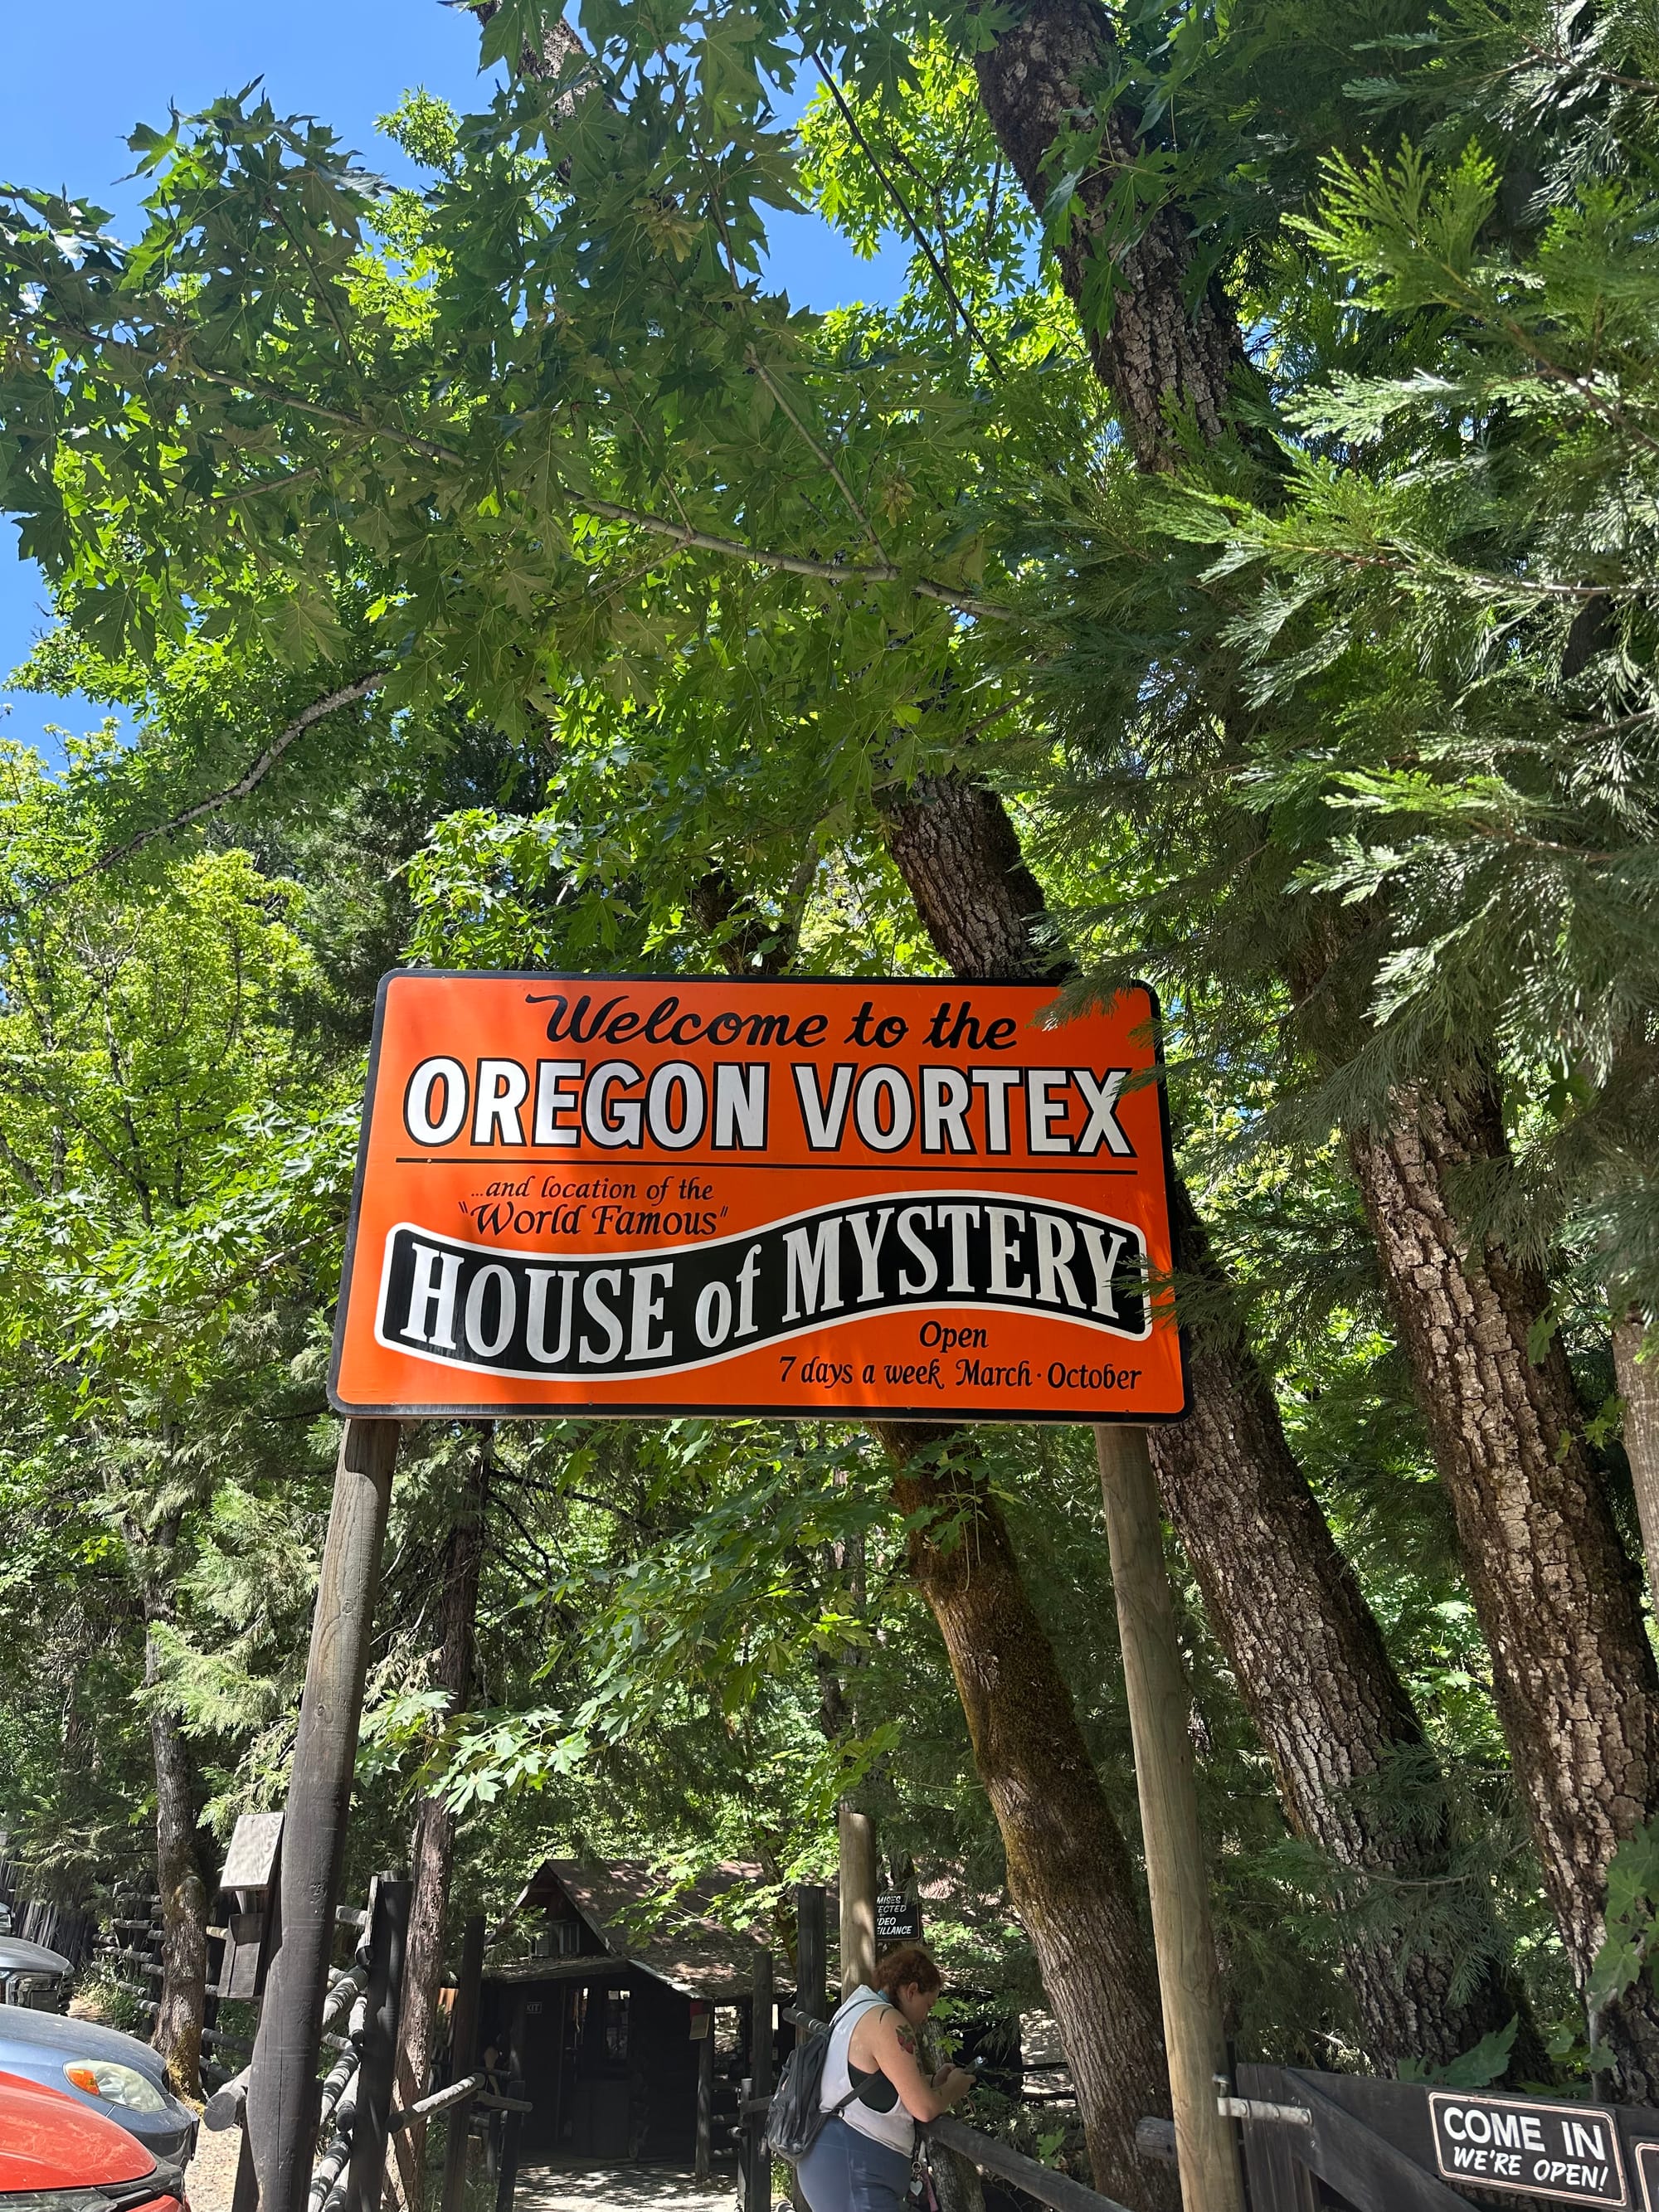 Welcome to the
OREGON VORTEX
...and location of the
"World Famous"
HOUSE of MYSTERY
Open
7 days a week, March · October
COME IN
WE'RE OPEN!